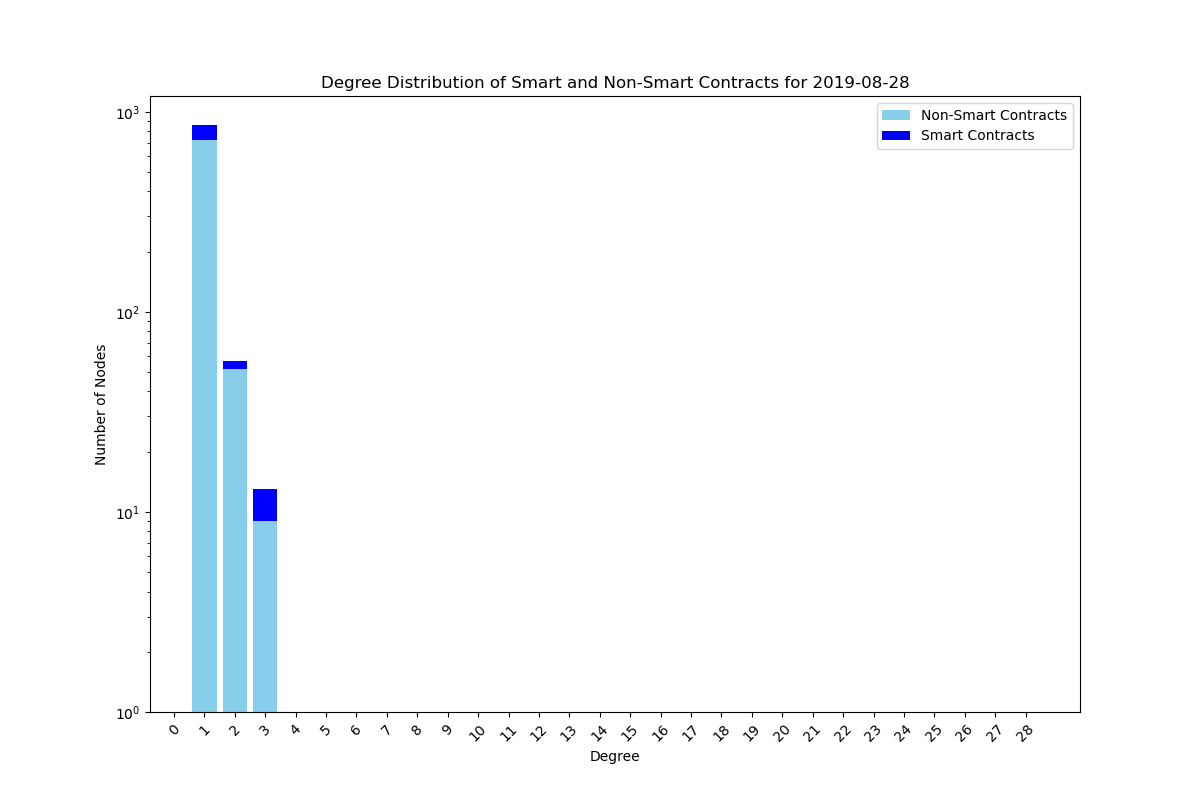 Degree Distribution of Smart and Non-Smart Contracts for 2019-08-28
Non-Smart Contracts
Smart Contracts
10³
10²
10¹
10⁰
Number of Nodes
0 1 2 3 4 5 6 7 8 9 10 11 12 13 14 15 16 17 18 19 20 21 22 23 24 25 26 27 28
Degree